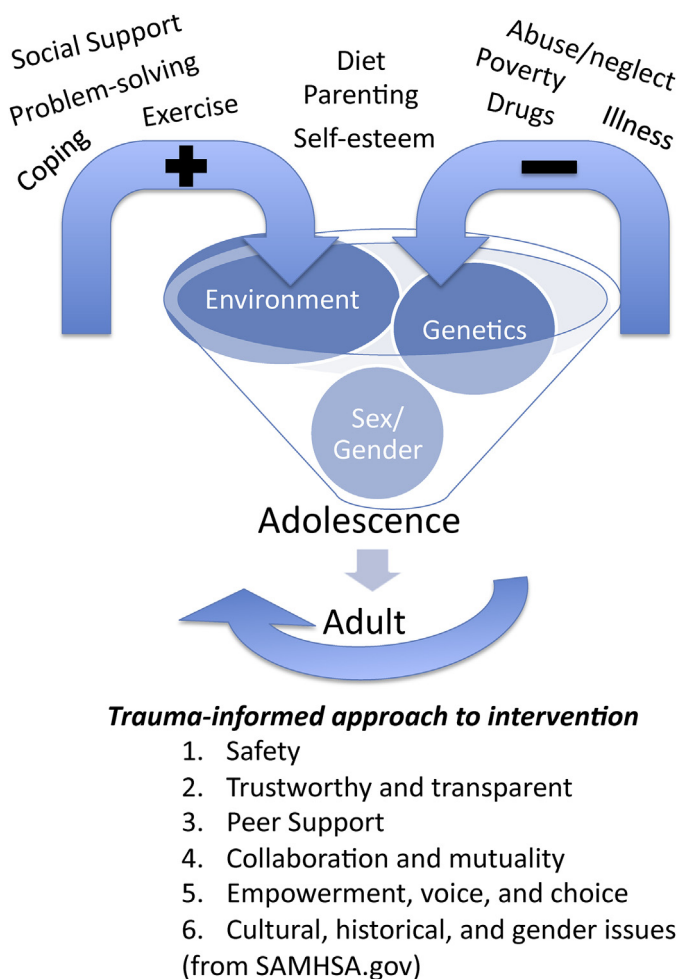 Social Support
Problem-solving
Coping
Exercise
+
Diet
Parenting
Self-esteem
Abuse/neglect
Poverty
Drugs
Illness
−
Environment
Genetics
Sex/
Gender
Adolescence
Adult
Trauma-informed approach to intervention
1. Safety
2. Trustworthy and transparent
3. Peer Support
4. Collaboration and mutuality
5. Empowerment, voice, and choice
6. Cultural, historical, and gender issues
(from SAMHSA.gov)